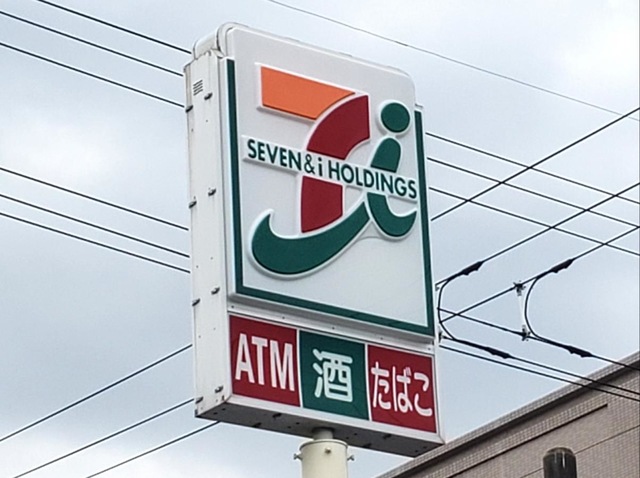 SEVEN & i HOLDINGS
ATM 酒 たばこ